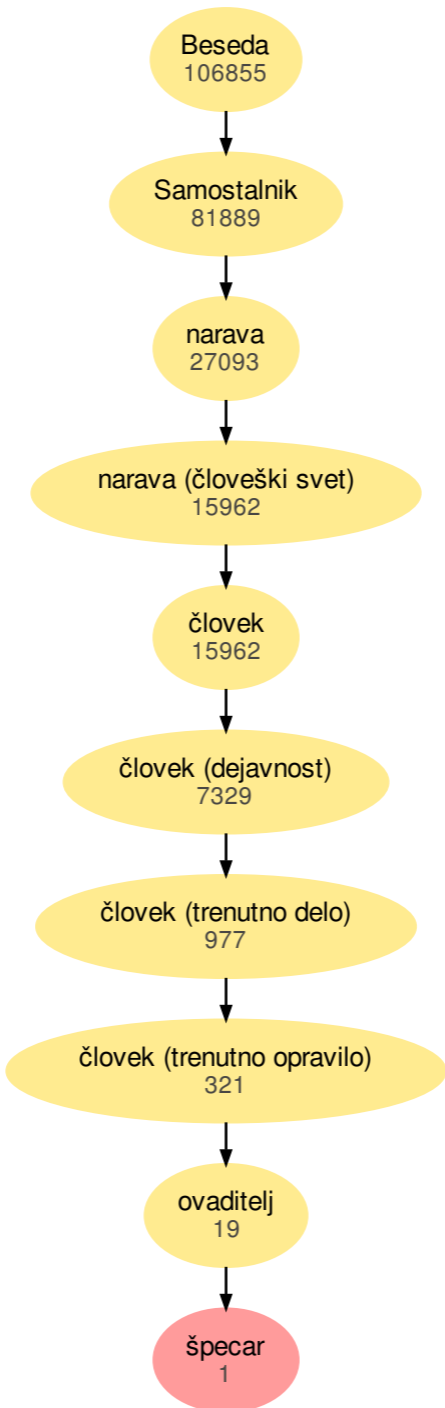 Beseda
106855
Samostalnik
81889
narava
27093
narava (človeški svet)
15962
človek
15962
človek (dejavnost)
7329
človek (trenutno delo)
977
človek (trenutno opravilo)
321
ovaditelj
19
špecar
1